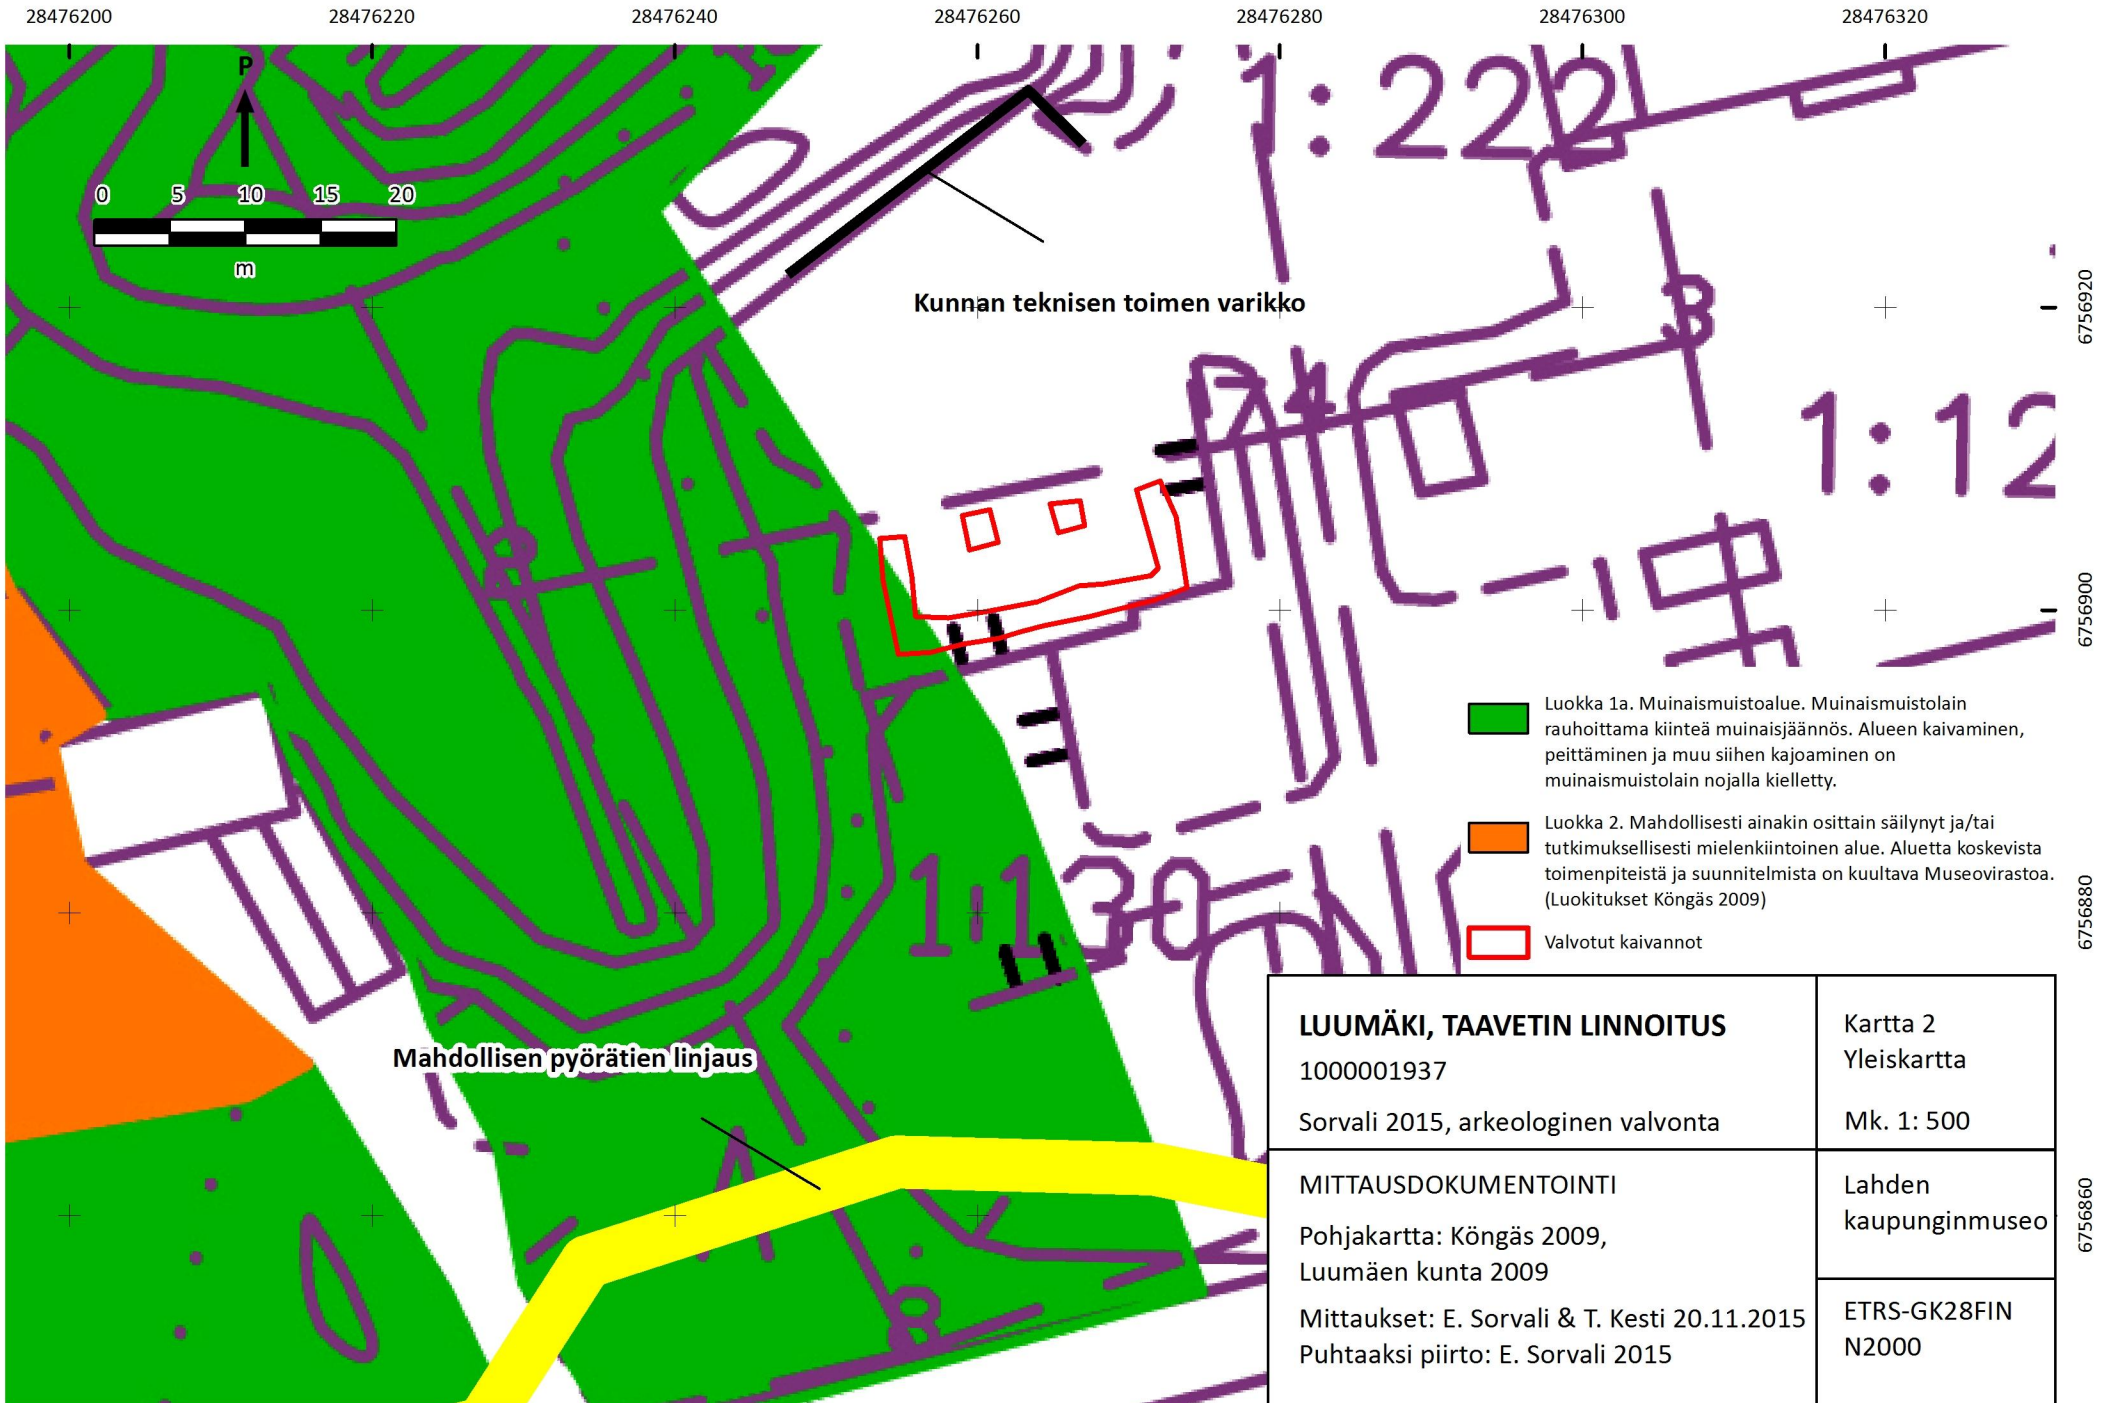 28476200 28476220 28476240 28476260 28476280 28476300 28476320
P
0 5 10 15 20
m
1:222
Kunnan teknisen toimen varikko
3
4
1:12
6756920
6756900
6756880
6756860
Luokka 1a. Muinaismuistoalue. Muinaismuistolain
rauhoittama kiinteä muinaisjäännös. Alueen kaivaminen,
peittäminen ja muu siihen kajoaminen on
muinaismuistolain nojalla kielletty.
Luokka 2. Mahdollisesti ainakin osittain säilynyt ja/tai
tutkimuksellisesti mielenkiintoinen alue. Aluetta koskevista
toimenpiteistä ja suunnitelmista on kuultava Museovirastoa.
(Luokitukset Köngäs 2009)
Valvotut kaivannot
1:130
Mahdollisen pyörätien linjaus
8
LUUMÄKI, TAAVETIN LINNOITUS
1000001937
Sorvali 2015, arkeologinen valvonta
Kartta 2
Yleiskartta
Mk. 1: 500
MITTAUSDOKUMENTOINTI
Pohjakartta: Köngäs 2009,
Luumäen kunta 2009
Mittaukset: E. Sorvali & T. Kesti 20.11.2015
Puhtaaksi piirto: E. Sorvali 2015
Lahden
kaupunginmuseo
ETRS-GK28FIN
N2000